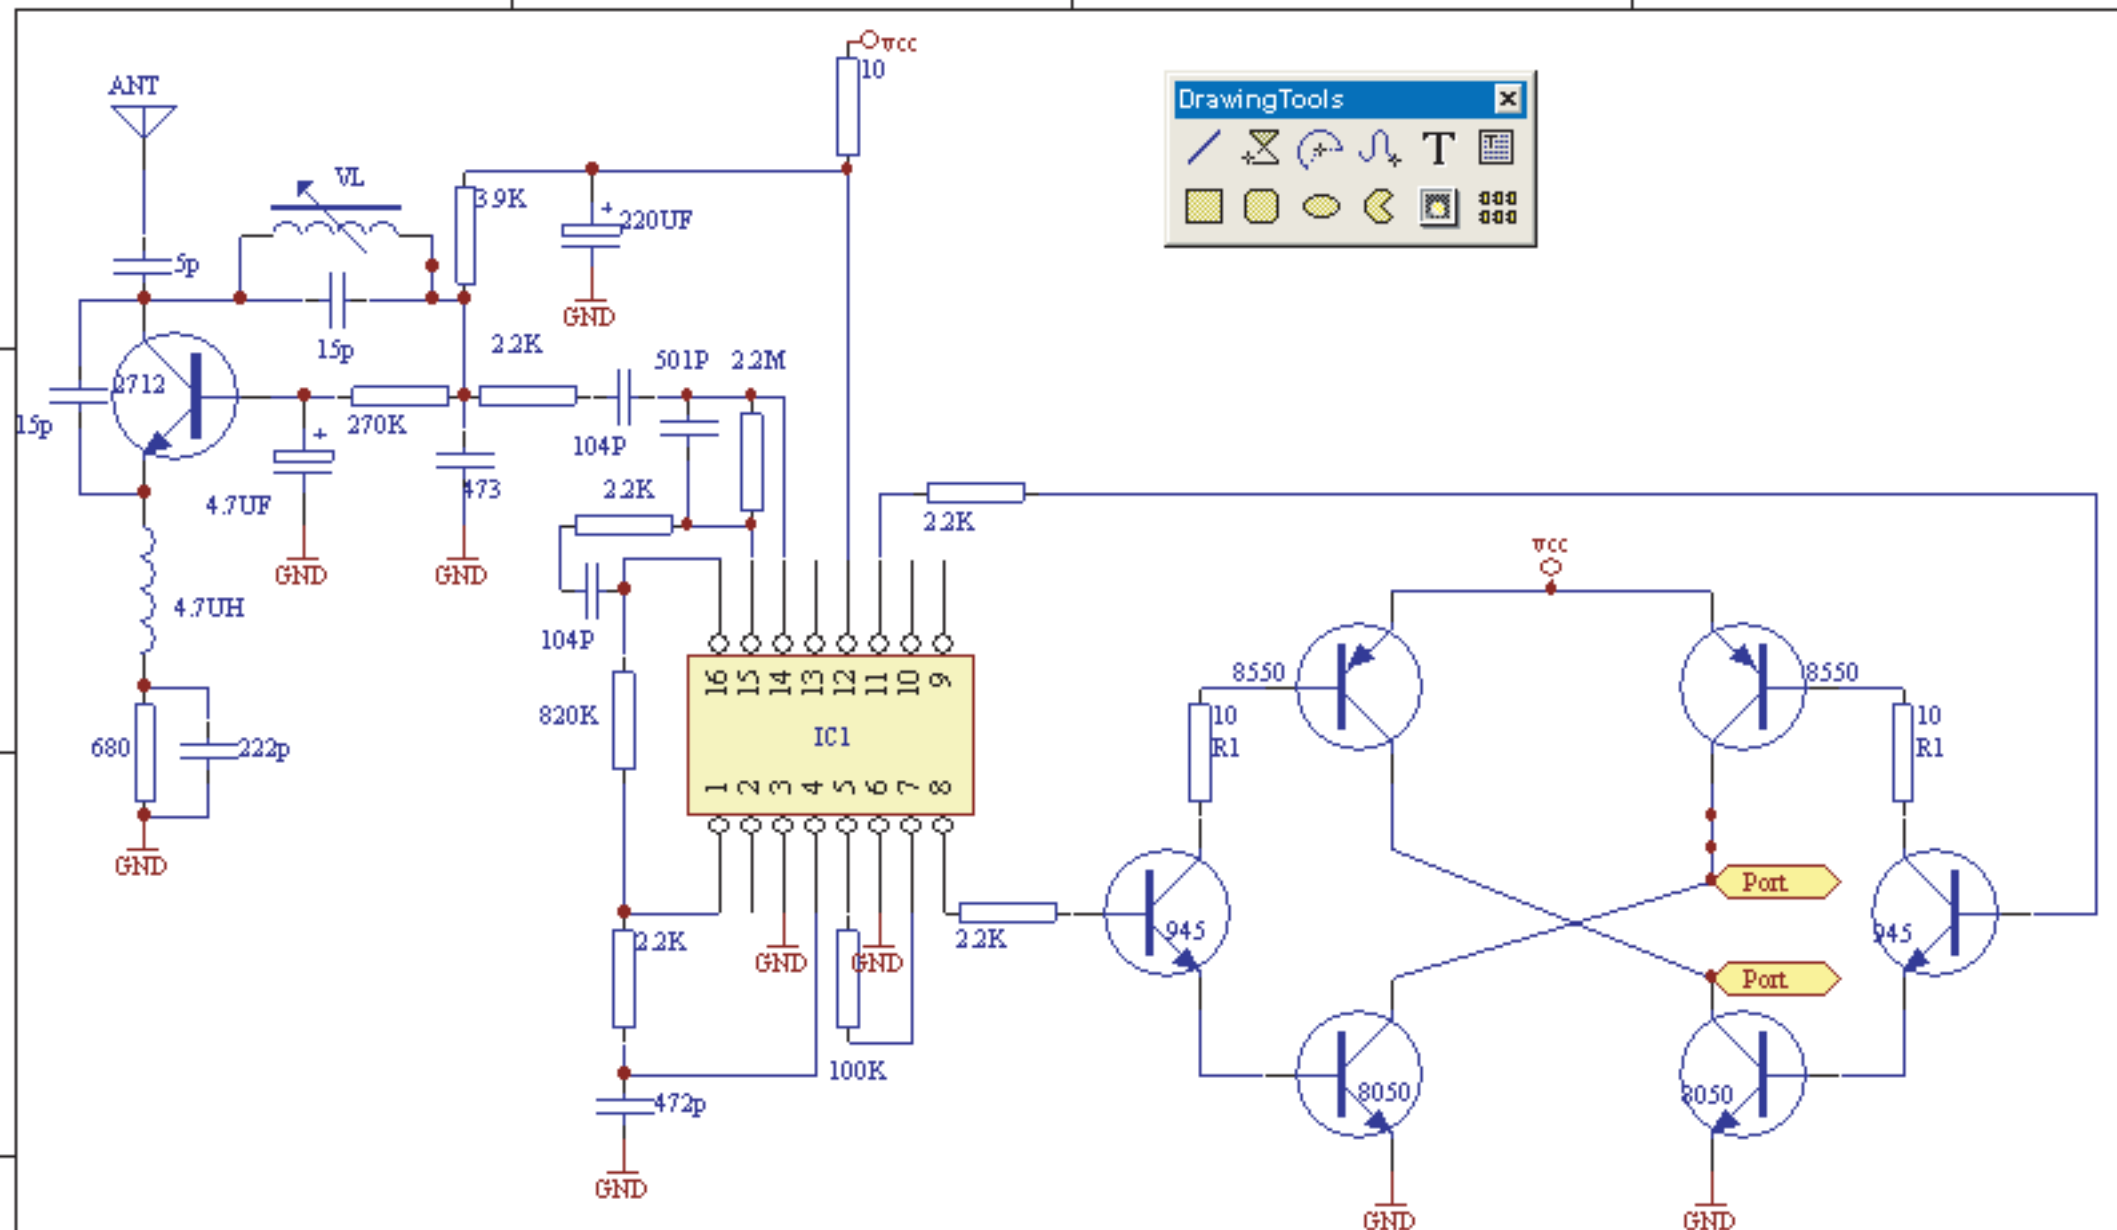 vcc
10
ANT
DrawingTools
VL
3.9K
220UF
5p
GND
15p
2.2K
501P
2.2M
2712
15p
270K
104P
4.7UF
473
2.2K
2.2K
GND
GND
vcc
4.7UH
104P
8550
8550
16 15 14 13 12 11 10 9
820K
IC1
10
R1
10
R1
680
222p
1 2 3 4 5 6 7 8
GND
Port
2.2K
GND
GND
2.2K
945
945
Port
100K
472p
8050
8050
GND
GND
GND